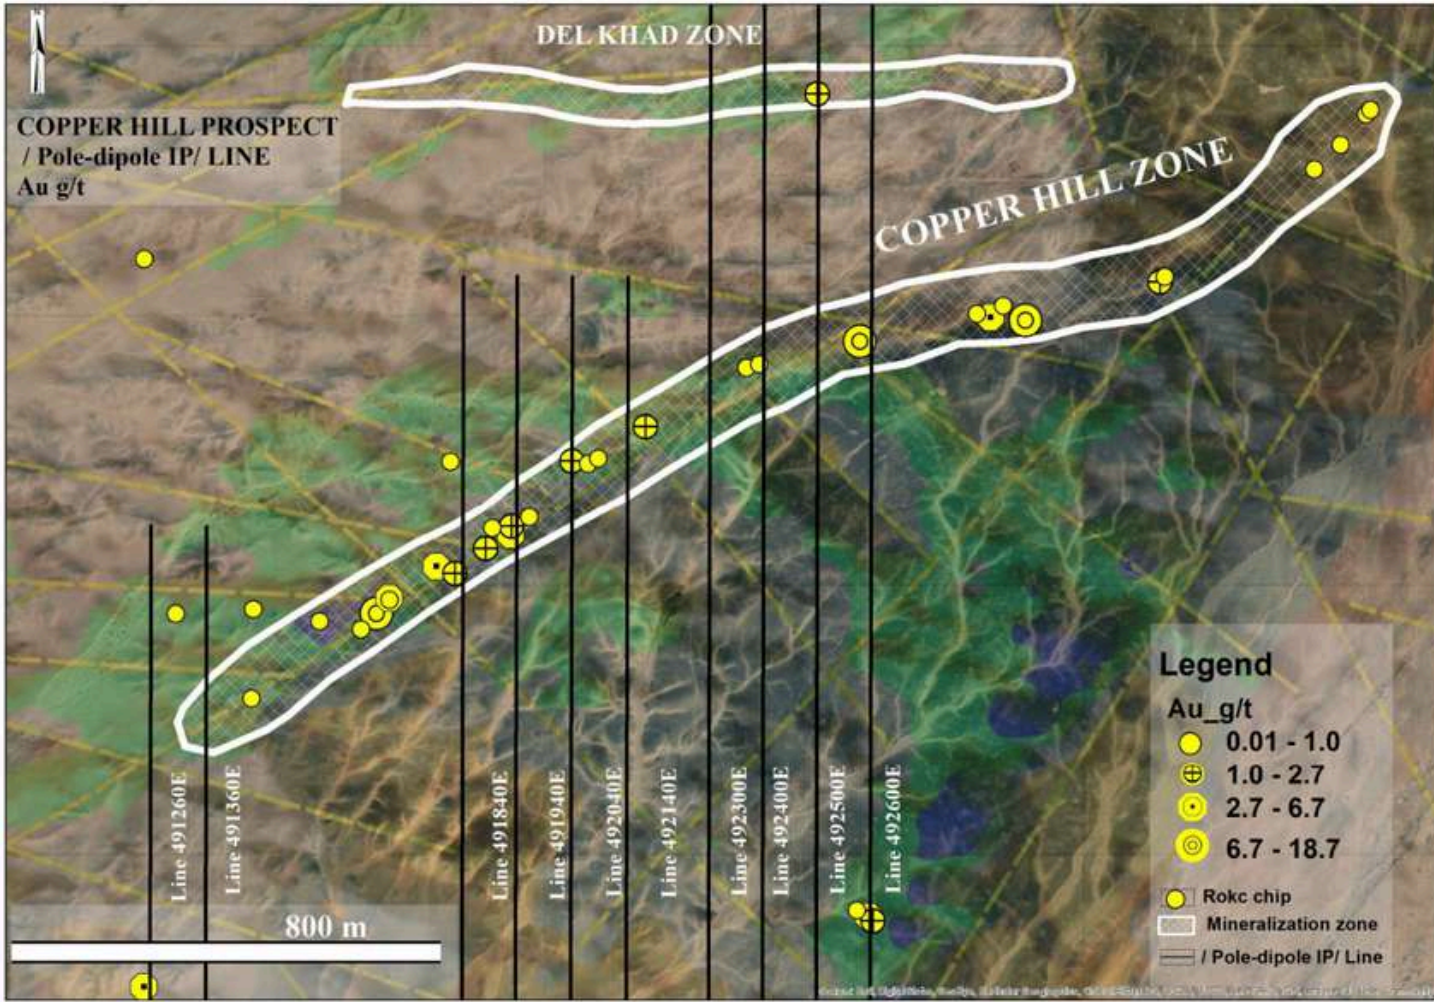 DEL KHAD ZONE
COPPER HILL PROSPECT
/ Pole-dipole IP/ LINE
Au g/t
COPPER HILL ZONE
Line 491260E
Line 491360E
Line 491840E
Line 491940E
Line 492040E
Line 492140E
Line 492300E
Line 492400E
Line 492500E
Line 492600E
800 m
Legend
Au_g/t
0.01 - 1.0
1.0 - 2.7
2.7 - 6.7
6.7 - 18.7
Rokc chip
Mineralization zone
/ Pole-dipole IP/ Line